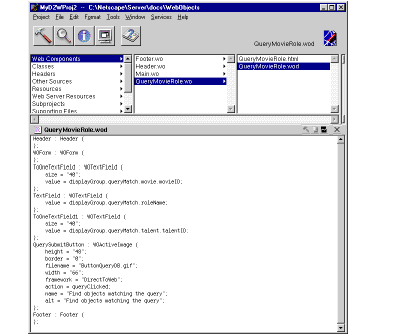 MyD2WProj2 -- C:\Netscape\Server\docs\WebObjects
Project File Edit Format Tools Window Services Help
QueryMovieRole.wod
Web Components
Classes
Headers
Other Sources
Resources
Web Server Resources
Subprojects
Supporting Files
Footer.wo
Header.wo
Main.wo
QueryMovieRole.wo
QueryMovieRole.html
QueryMovieRole.wod
QueryMovieRole.wod
Header : Header {
};
WOForm : WOForm {
};
ToOneTextField : WOTextField {
size = "40";
value = displayGroup.queryMatch.movie.movieID;
};
TextField : WOTextField {
value = displayGroup.queryMatch.roleName;
};
ToOneTextField1 : WOTextField {
size = "40";
value = displayGroup.queryMatch.talent.talentID;
};
QuerySubmitButton : WOActiveImage {
height = "48";
border = "0";
filename = "ButtonQueryDB.gif";
width = "66";
framework = "DirectToWeb";
action = queryClicked;
name = "Find objects matching the query";
alt = "Find objects matching the query";
};
Footer : Footer {
};